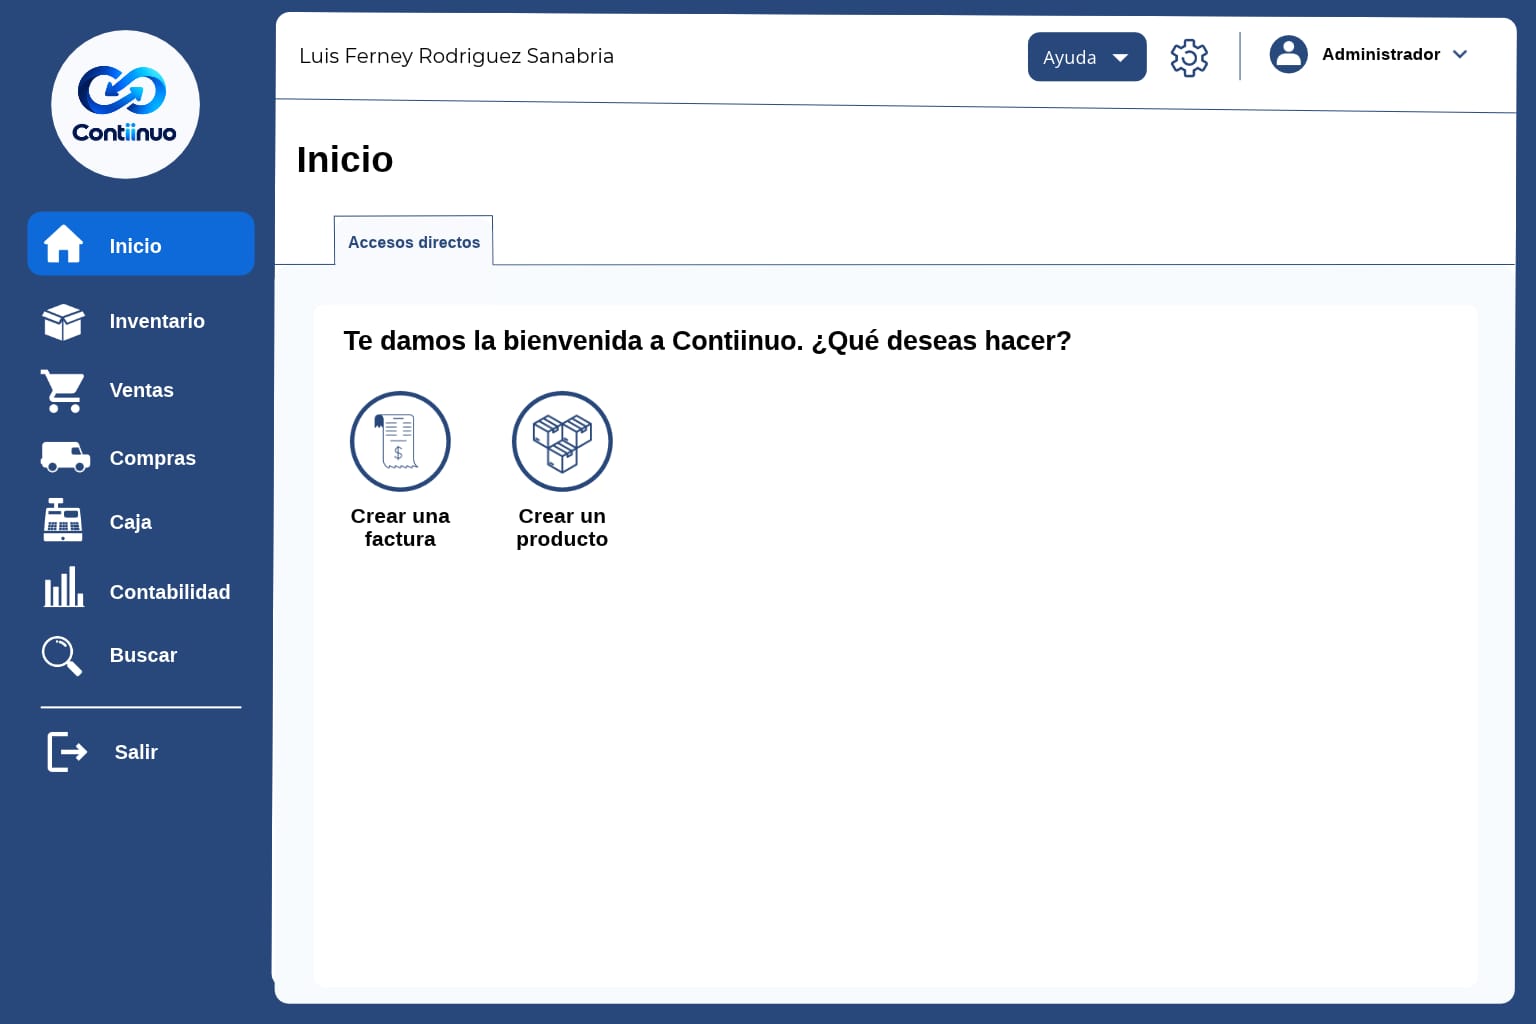 Contiinuo
Luis Ferney Rodriguez Sanabria
Ayuda
Administrador
Inicio
Inventario
Ventas
Compras
Caja
Contabilidad
Buscar
Salir
Inicio
Accesos directos
Te damos la bienvenida a Contiinuo. ¿Qué deseas hacer?
$
Crear una
factura
Crear un
producto